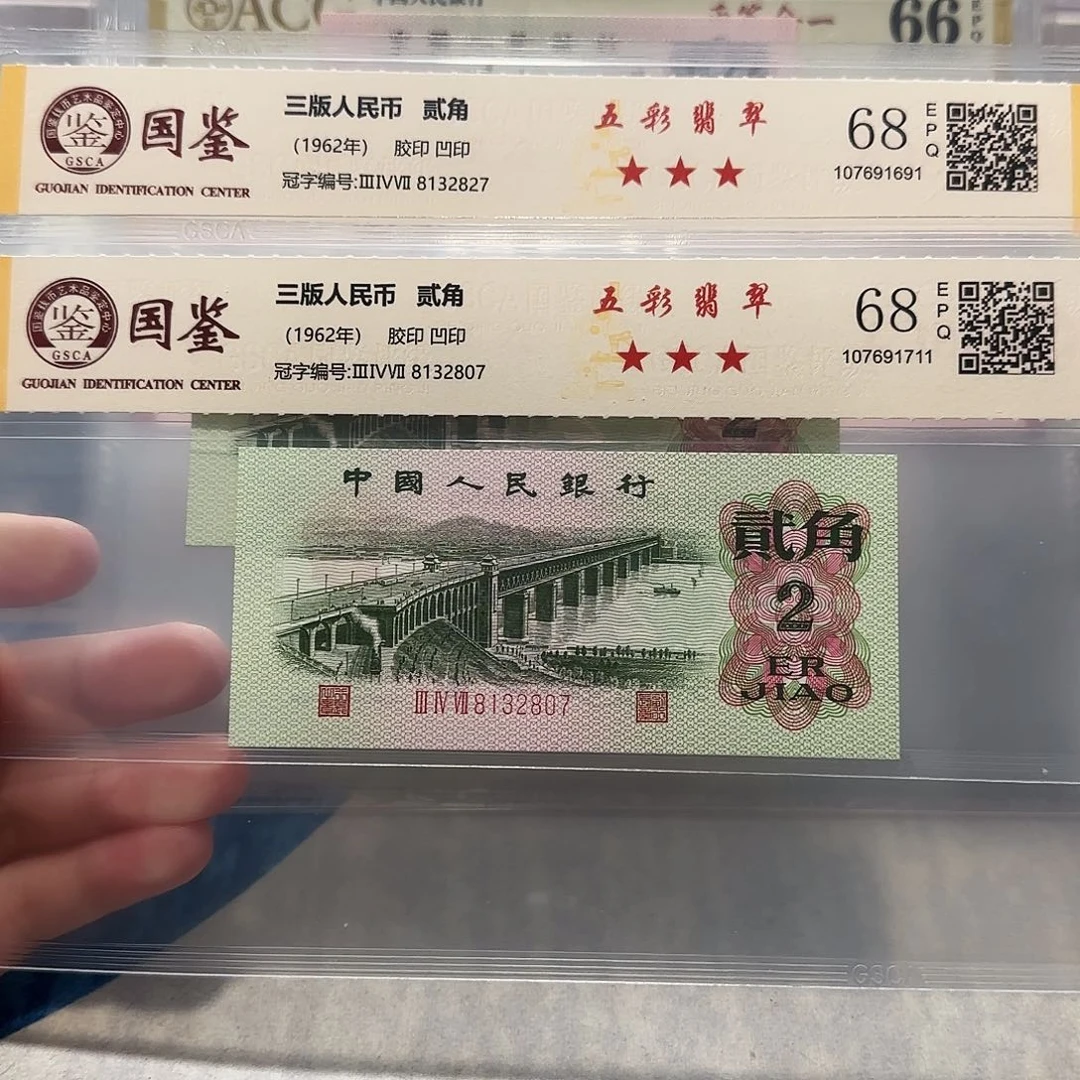 ACC
66
EPQ
鉴
GSCA
国鉴
GUOJIAN IDENTIFICATION CENTER
三版人民币 贰角
(1962年) 胶印 凹印
冠字编号:ⅢⅣⅦ 8132827
五彩翡翠
★★★
68
EPQ
107691691
GSCA
鉴
GSCA
国鉴
GUOJIAN IDENTIFICATION CENTER
三版人民币 贰角
(1962年) 胶印 凹印
冠字编号:ⅢⅣⅦ 8132807
五彩翡翠
★★★
68
EPQ
107691711
中國人民銀行
貳角
2
ER
JIAO
ⅢⅣⅦ8132807